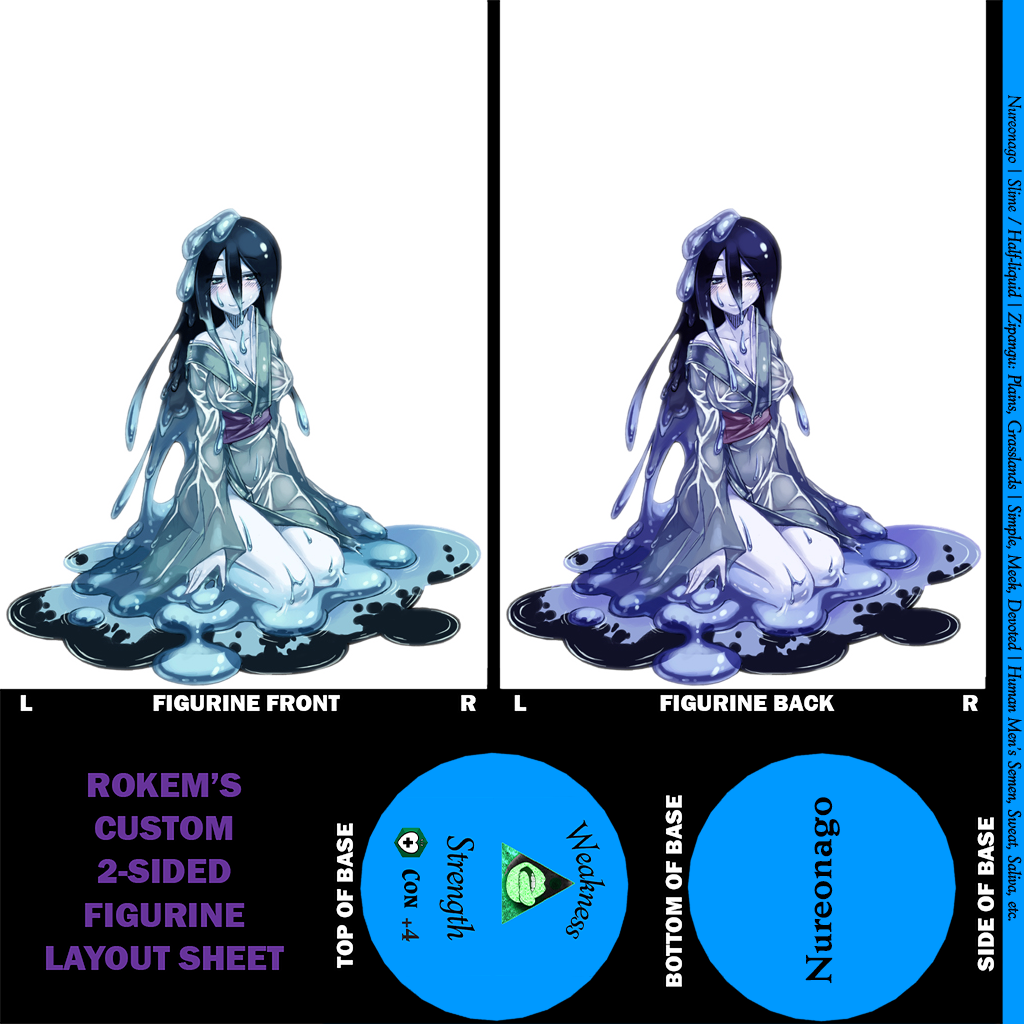 L FIGURINE FRONT R
L FIGURINE BACK R
ROKEM'S
CUSTOM
2-SIDED
FIGURINE
LAYOUT SHEET
TOP OF BASE
Weakness
Strength
CON +4
BOTTOM OF BASE
Nureonago
SIDE OF BASE
Nureonago | Slime / Half-liquid | Zipangu: Plains, Grasslands | Simple, Meek, Devoted | Human Men's Semen, Sweat, Saliva, etc.